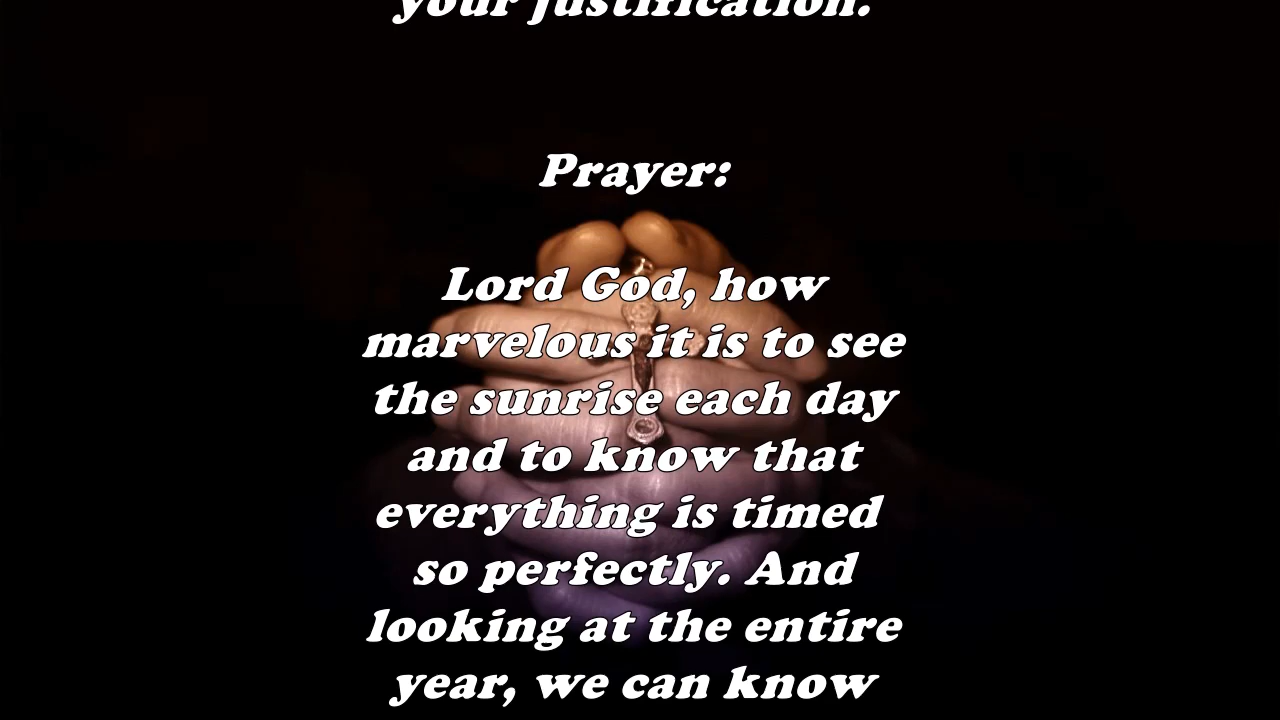 your justification.
Prayer:
Lord God, how
marvelous it is to see
the sunrise each day
and to know that
everything is timed
so perfectly. And
looking at the entire
year, we can know